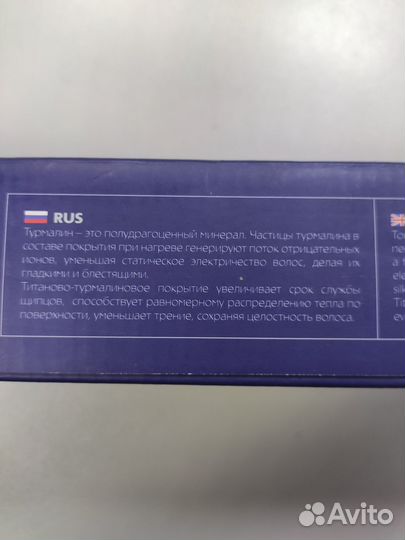 RUS
Турмалин – это полудрагоценный минерал. Частицы турмалина в
составе покрытия при нагреве генерируют поток отрицательных
ионов, уменьшая статическое электричество волос, делая их
гладкими и блестящими.
Титаново-турмалиновое покрытие увеличивает срок службы
щипцов, способствует равномерному распределению тепла по
поверхности, уменьшает трение, сохраняя целостность волоса.
Avito